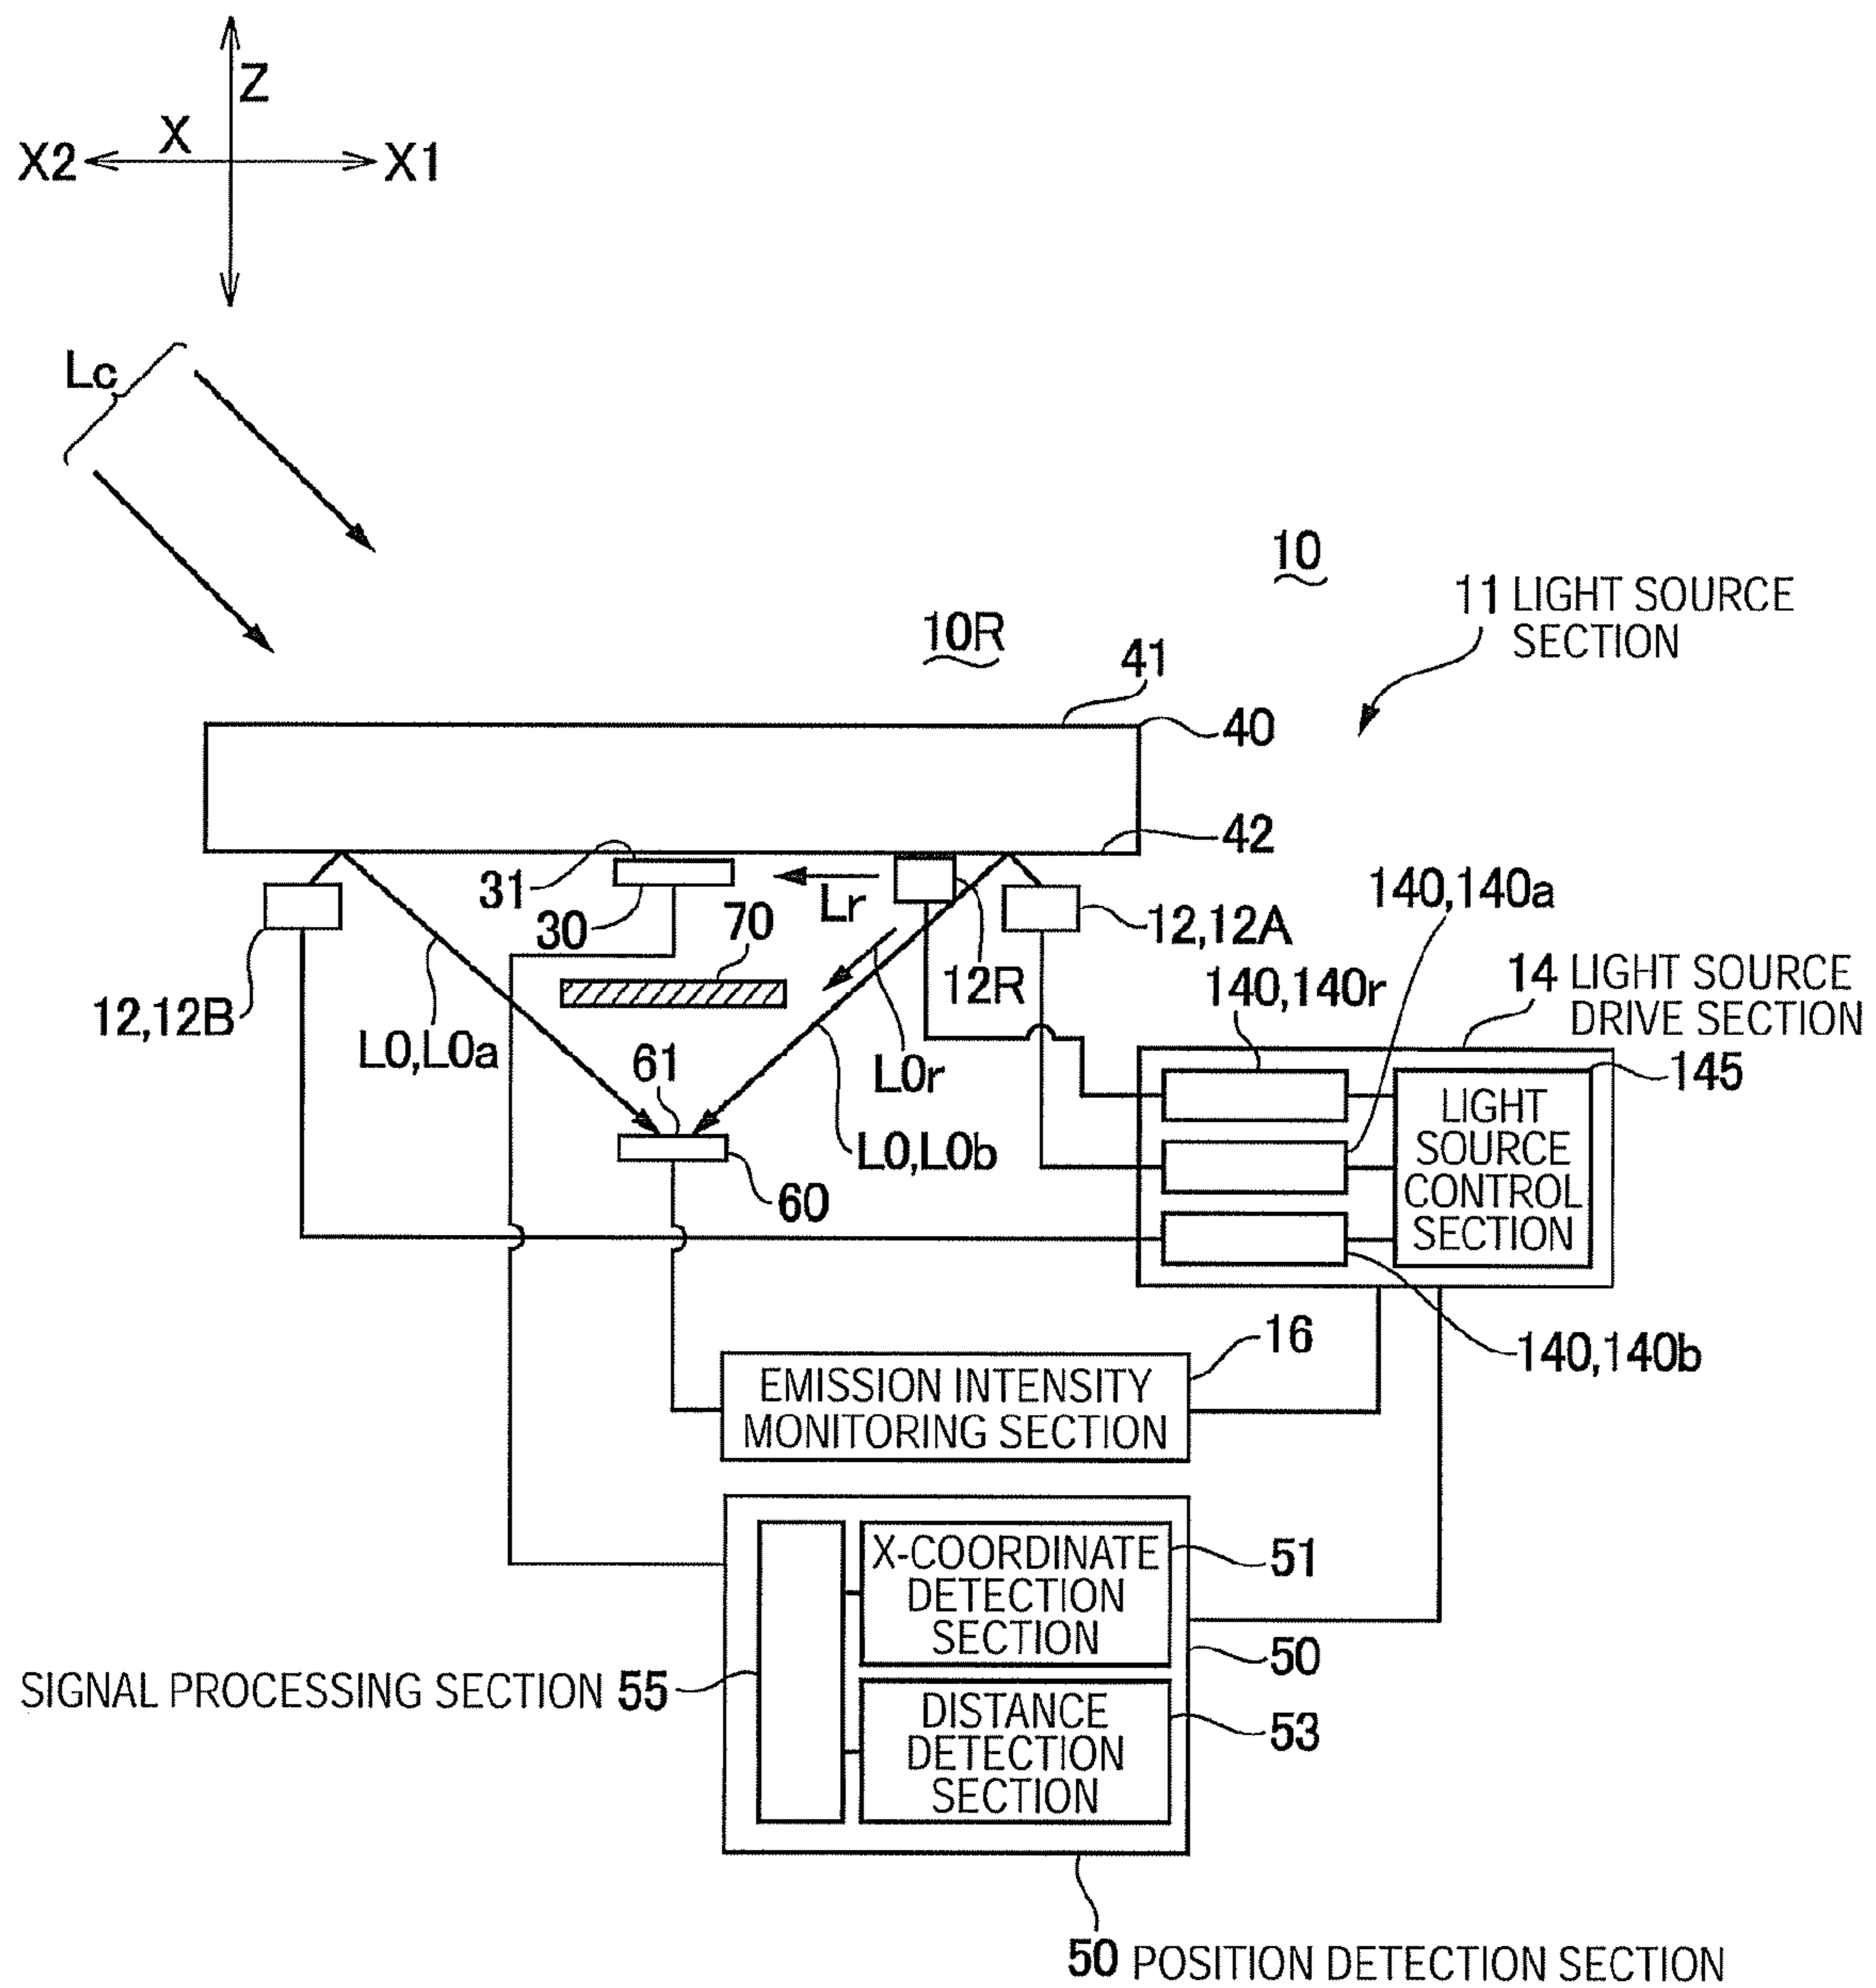 Z
X
X2
X1
Lc
10
11 LIGHT SOURCE
SECTION
10R
41
40
42
31
30
Lr
70
12R
12,12A
140,140a
12,12B
L0,L0a
61
L0r
140,140r
14 LIGHT SOURCE
DRIVE SECTION
145
LIGHT
SOURCE
CONTROL
SECTION
L0,L0b
60
16
140,140b
EMISSION INTENSITY
MONITORING SECTION
X-COORDINATE
DETECTION
SECTION
51
50
SIGNAL PROCESSING SECTION 55
DISTANCE
DETECTION
SECTION
53
50 POSITION DETECTION SECTION